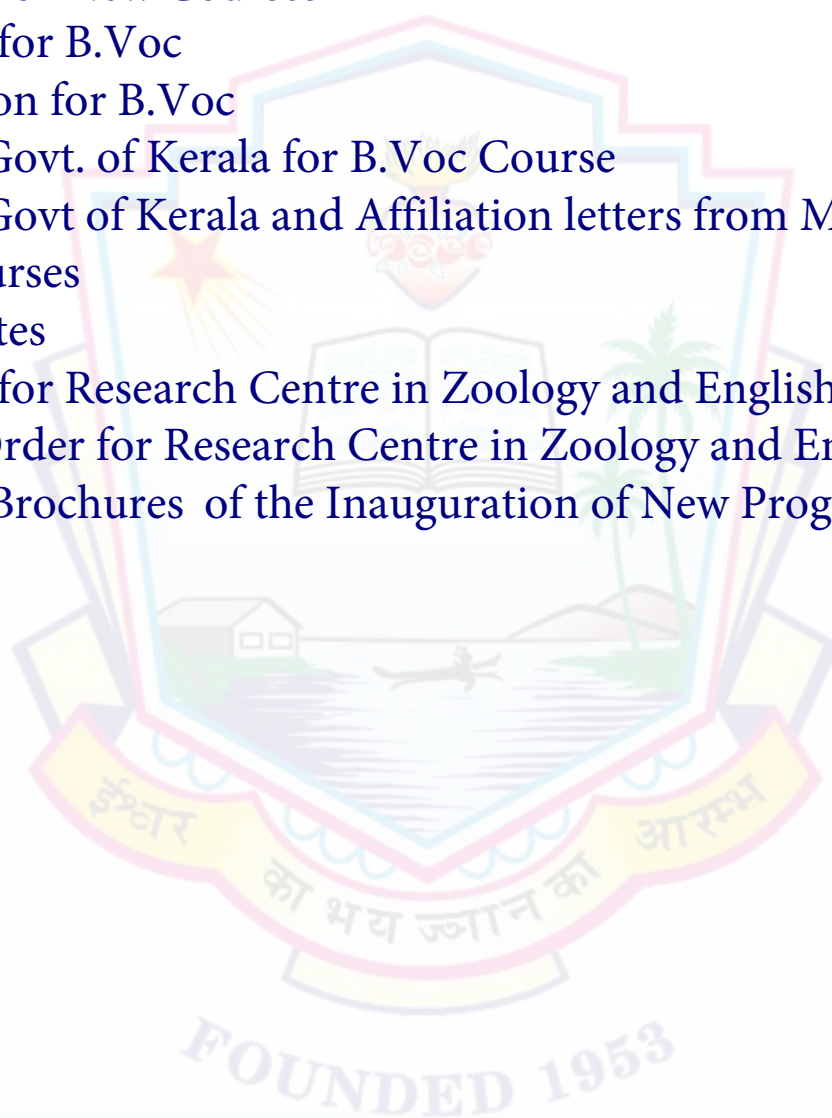 for B.Voc
on for B.Voc
Govt. of Kerala for B.Voc Course
Govt of Kerala and Affiliation letters from M
urses
tes
for Research Centre in Zoology and English
Order for Research Centre in Zoology and En
Brochures of the Inauguration of New Prog
ईश्वर का भय ज्ञान का आरम्भ
FOUNDED 1953